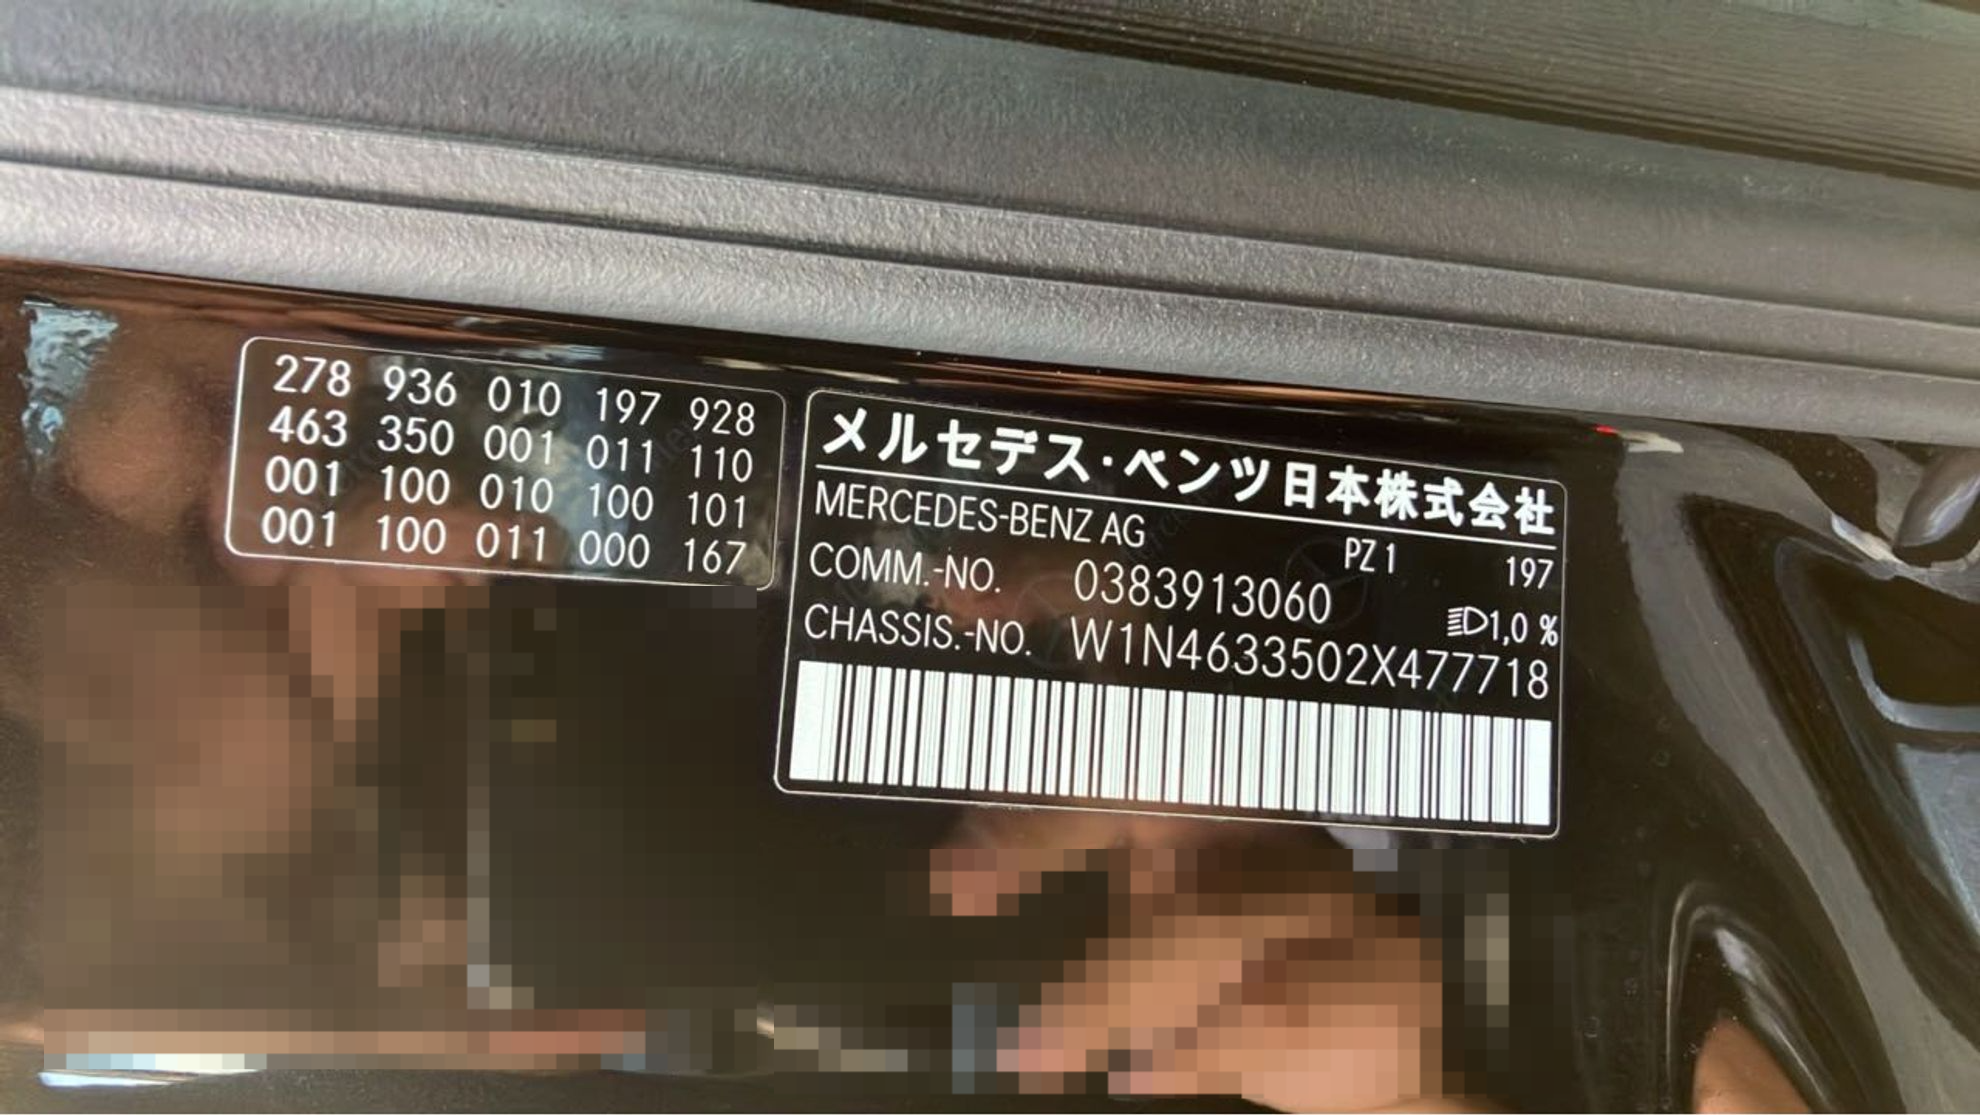 278 936 010 197 928
463 350 001 011 110
001 100 010 100 101
001 100 011 000 167
メルセデス・ベンツ日本株式会社
MERCEDES-BENZ AG PZ 1 197
COMM.-NO. 0383913060 1,0 %
CHASSIS.-NO. W1N4633502X477718